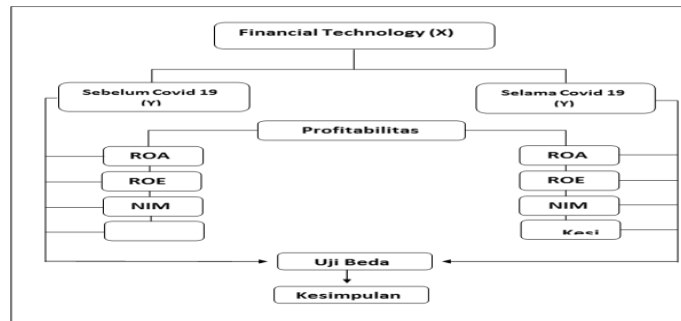 Financial Technology (X)
Sebelum Covid 19
(Y)
Selama Covid 19
(Y)
Profitabilitas
ROA
ROE
NIM
ROA
ROE
NIM
Uji Beda
Kesimpulan